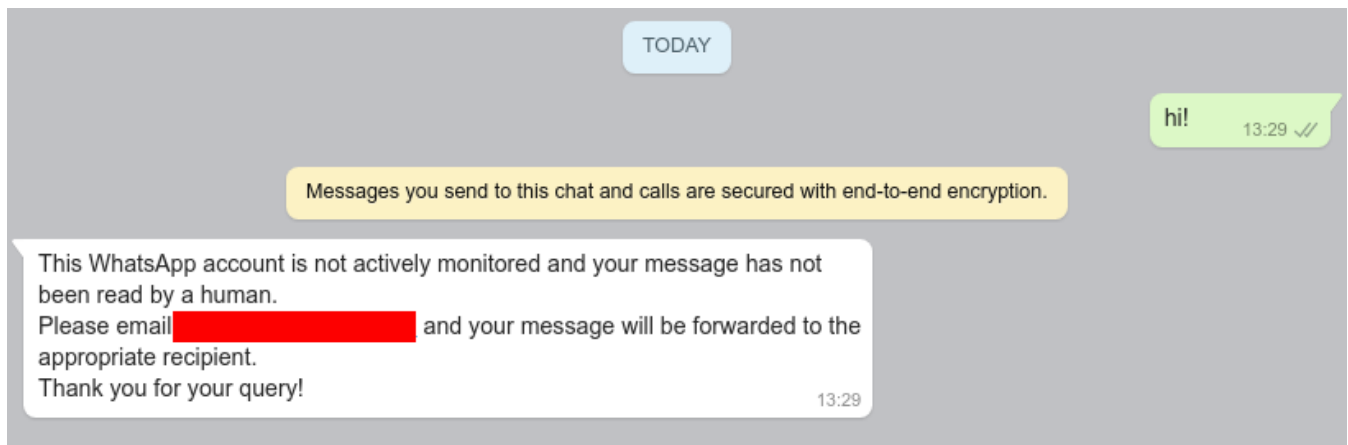 TODAY
hi!
13:29
Messages you send to this chat and calls are secured with end-to-end encryption.
This WhatsApp account is not actively monitored and your message has not
been read by a human.
Please email and your message will be forwarded to the
appropriate recipient.
Thank you for your query!
13:29